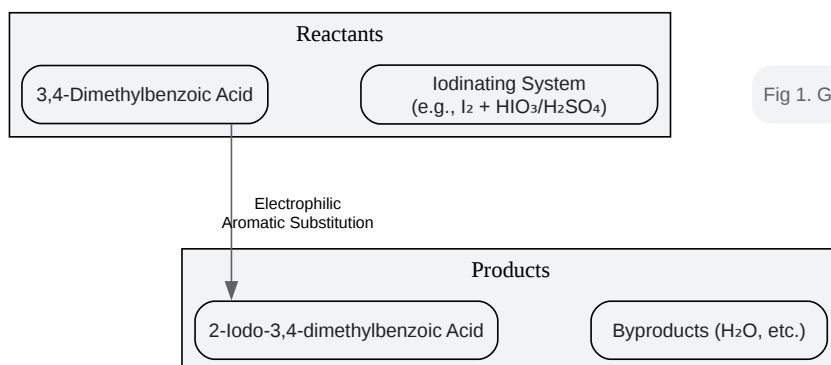 Reactants
3,4-Dimethylbenzoic Acid
Iodinating System
(e.g., I₂ + HIO₃/H₂SO₄)
Fig 1. G
Electrophilic
Aromatic Substitution
Products
2-Iodo-3,4-dimethylbenzoic Acid
Byproducts (H₂O, etc.)